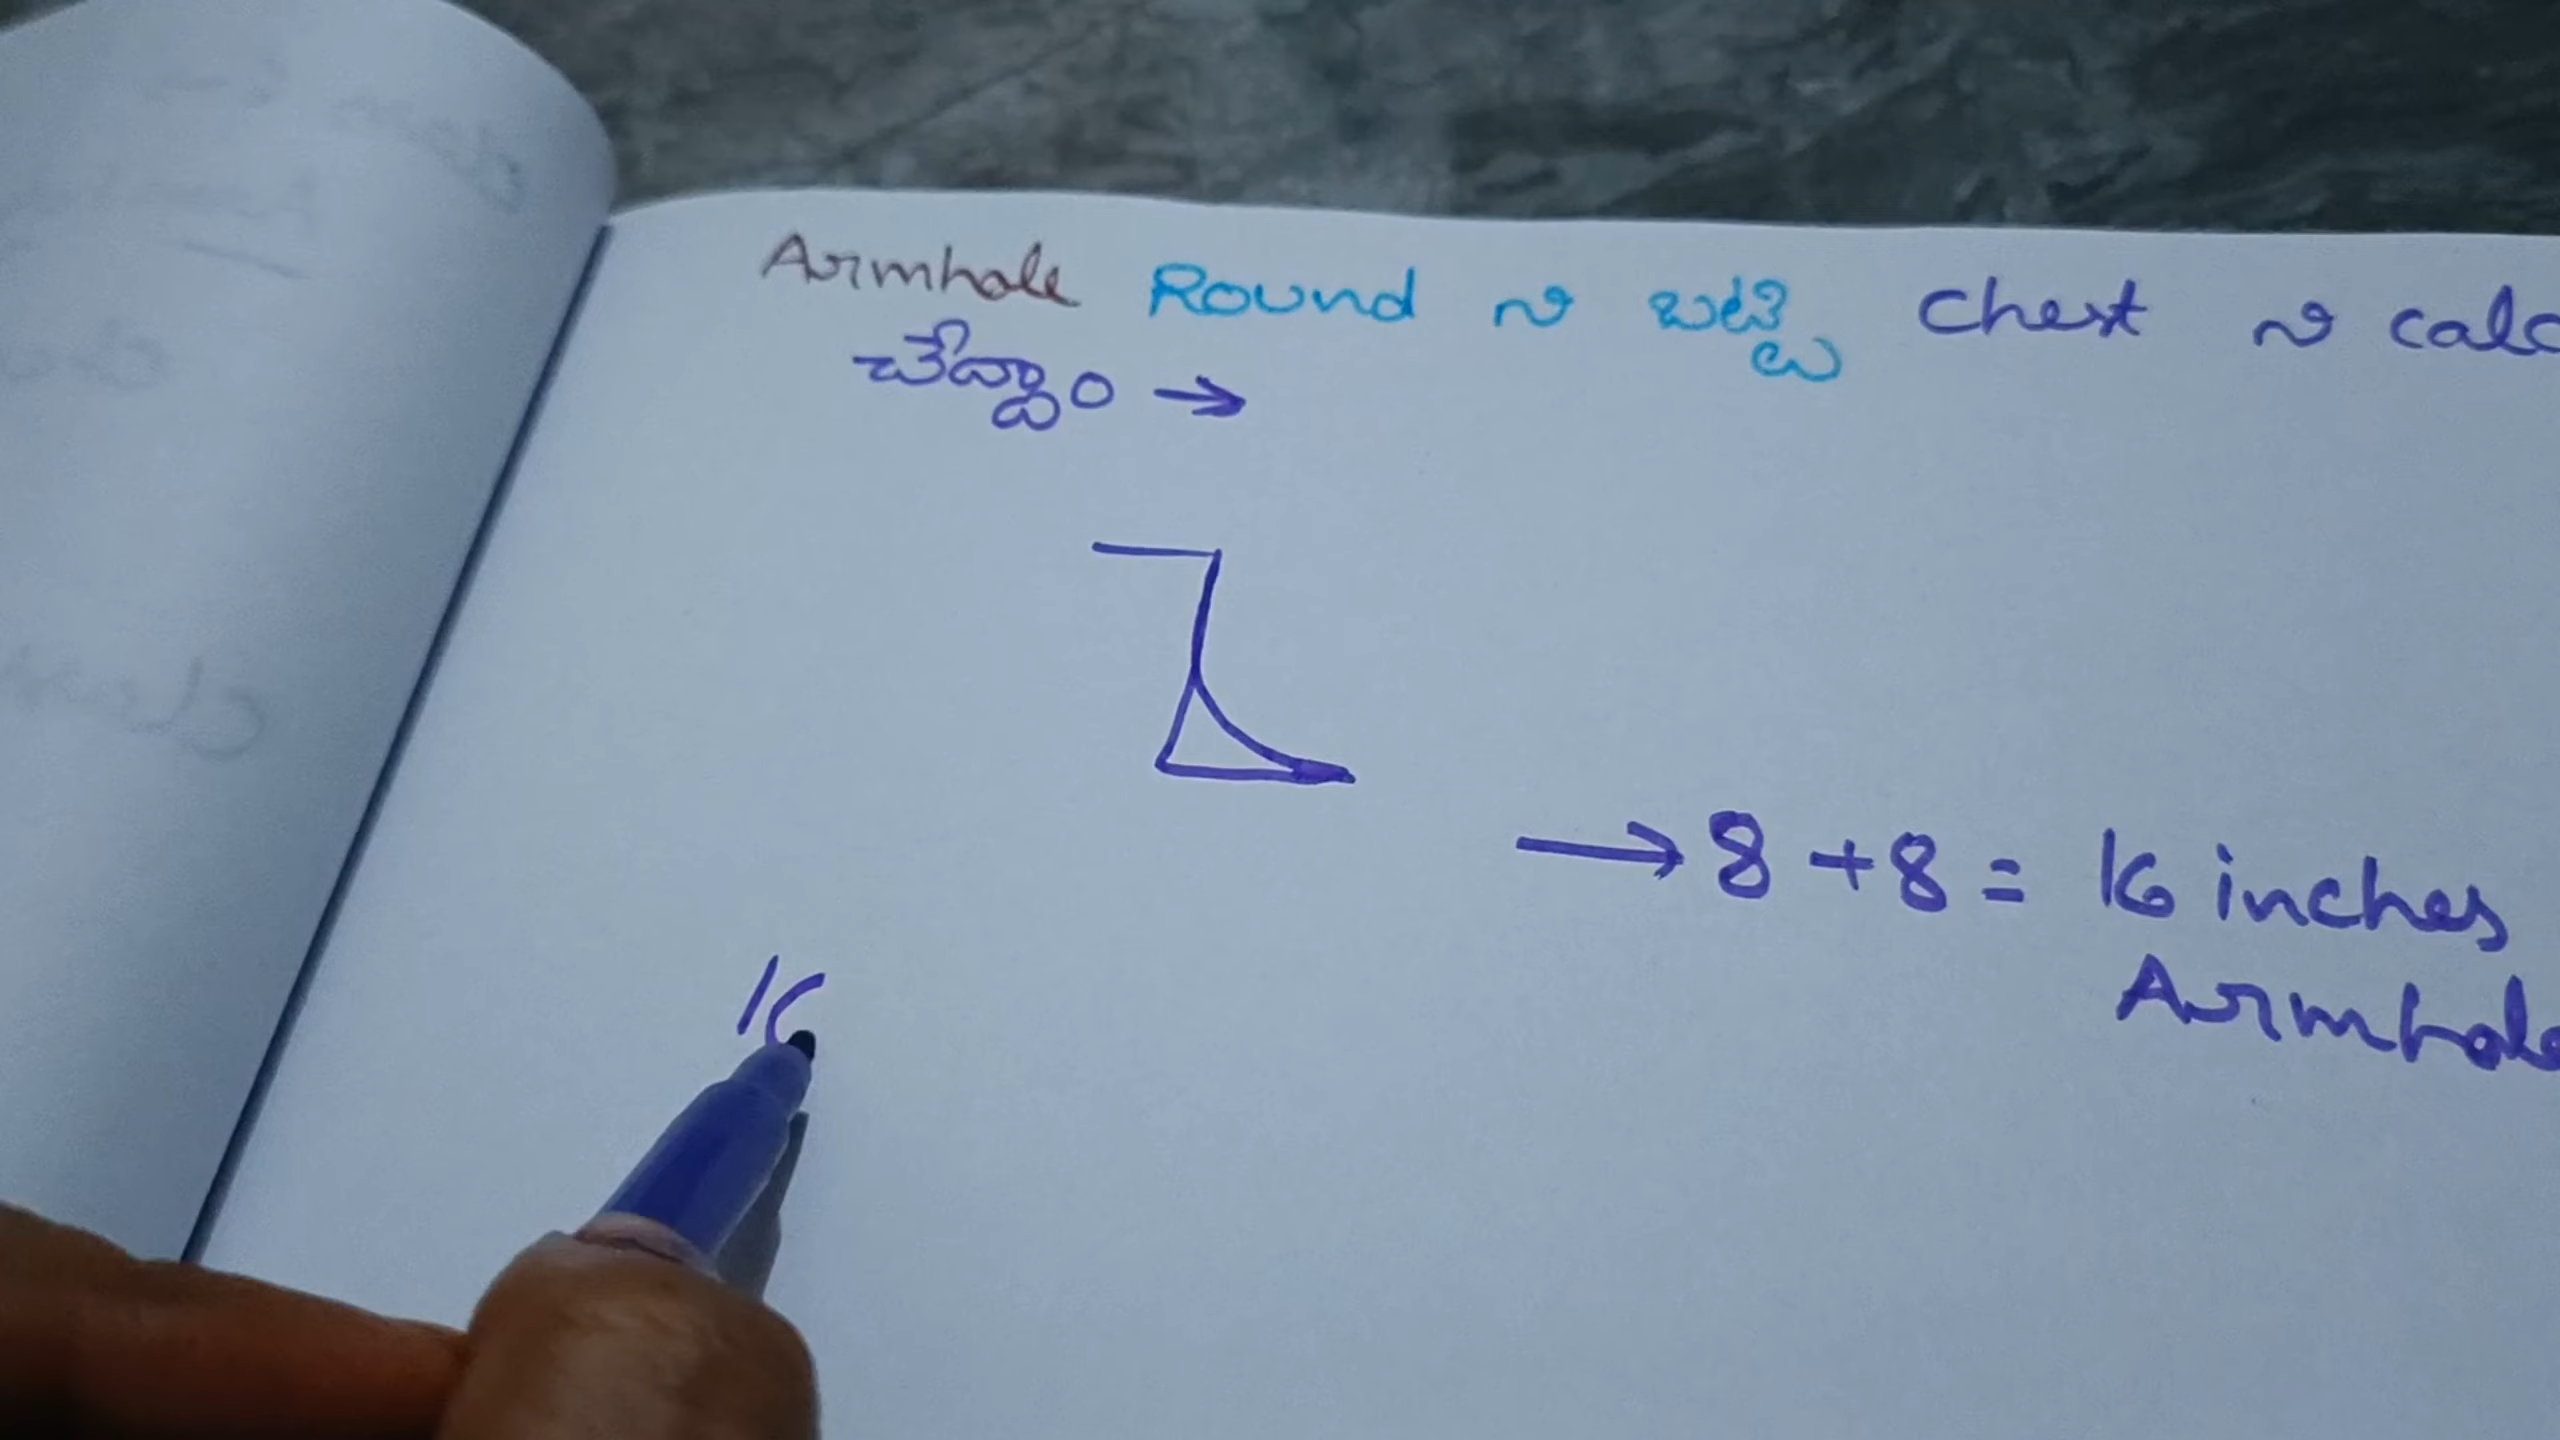 Armhole Round ని బట్టి Chest ని calc
చేద్దాం →
→ 8 + 8 = 16 inches
Armhole
16